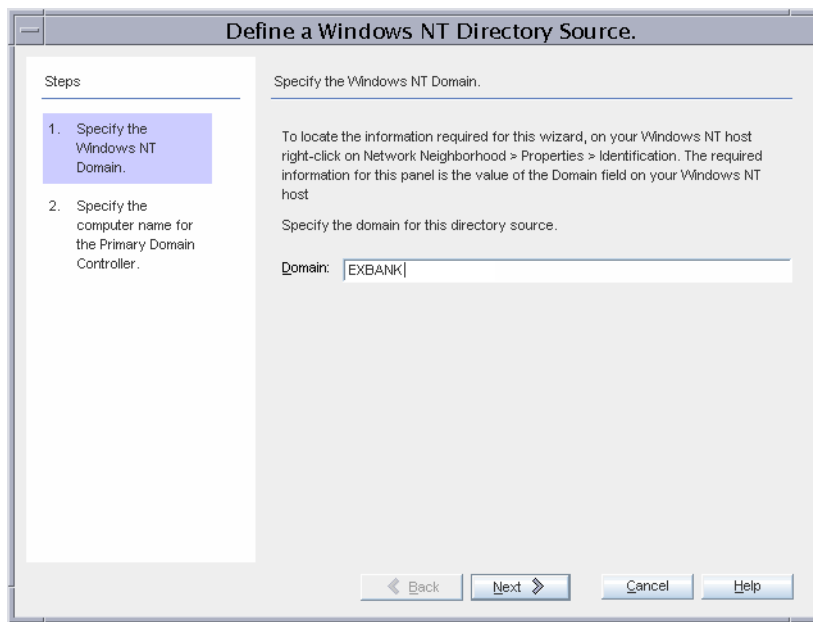 Define a Windows NT Directory Source.
Steps
1. Specify the
Windows NT
Domain.
2. Specify the
computer name for
the Primary Domain
Controller.
Specify the Windows NT Domain.
To locate the information required for this wizard, on your Windows NT host
right-click on Network Neighborhood > Properties > Identification. The required
information for this panel is the value of the Domain field on your Windows NT
host
Specify the domain for this directory source.
Domain: EXBANK
Back Next Cancel Help